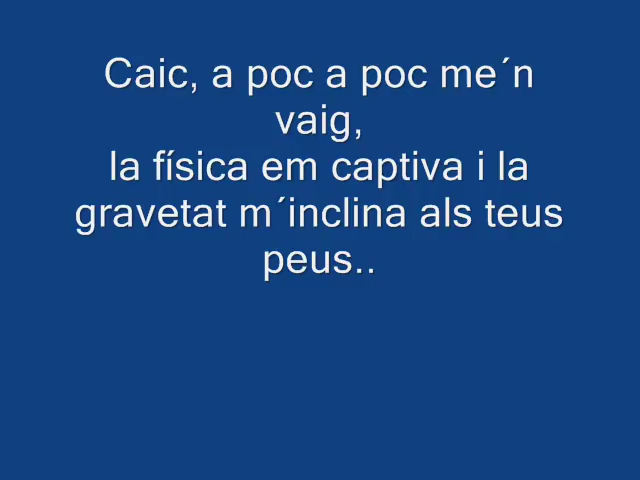 Caic, a poc a poc me´n
vaig,
la física em captiva i la
gravetat m´inclina als teus
peus..